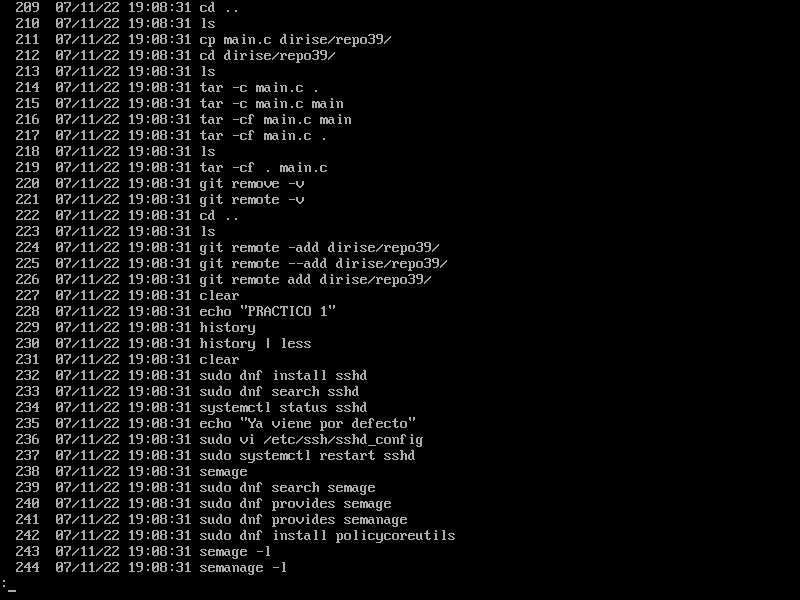 209  07/11/22 19:08:31 cd ..
210  07/11/22 19:08:31 ls
211  07/11/22 19:08:31 cp main.c dirise/repo39/
212  07/11/22 19:08:31 cd dirise/repo39/
213  07/11/22 19:08:31 ls
214  07/11/22 19:08:31 tar -c main.c .
215  07/11/22 19:08:31 tar -c main.c main
216  07/11/22 19:08:31 tar -cf main.c main
217  07/11/22 19:08:31 tar -cf main.c .
218  07/11/22 19:08:31 ls
219  07/11/22 19:08:31 tar -cf . main.c
220  07/11/22 19:08:31 git remove -v
221  07/11/22 19:08:31 git remote -v
222  07/11/22 19:08:31 cd ..
223  07/11/22 19:08:31 ls
224  07/11/22 19:08:31 git remote -add dirise/repo39/
225  07/11/22 19:08:31 git remote --add dirise/repo39/
226  07/11/22 19:08:31 git remote add dirise/repo39/
227  07/11/22 19:08:31 clear
228  07/11/22 19:08:31 echo "PRACTICO 1"
229  07/11/22 19:08:31 history
230  07/11/22 19:08:31 history | less
231  07/11/22 19:08:31 clear
232  07/11/22 19:08:31 sudo dnf install sshd
233  07/11/22 19:08:31 sudo dnf search sshd
234  07/11/22 19:08:31 systemctl status sshd
235  07/11/22 19:08:31 echo "Ya viene por defecto"
236  07/11/22 19:08:31 sudo vi /etc/ssh/sshd_config
237  07/11/22 19:08:31 sudo systemctl restart sshd
238  07/11/22 19:08:31 semage
239  07/11/22 19:08:31 sudo dnf search semage
240  07/11/22 19:08:31 sudo dnf provides semage
241  07/11/22 19:08:31 sudo dnf provides semanage
242  07/11/22 19:08:31 sudo dnf install policycoreutils
243  07/11/22 19:08:31 semage -l
244  07/11/22 19:08:31 semanage -l
:_